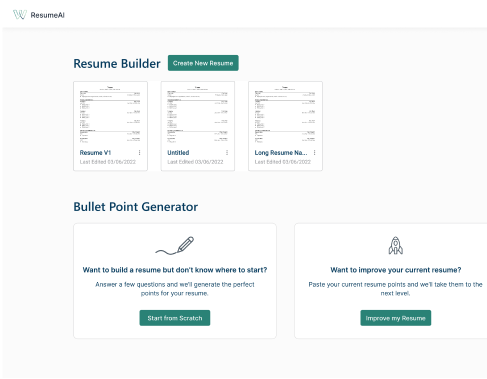 ResumeAI
Resume Builder
Create New Resume
Resume V1
Last Edited 03/06/2022
Untitled
Last Edited 03/06/2022
Long Resume Na...
Last Edited 03/06/2022
Bullet Point Generator
Want to build a resume but don't know where to start?
Answer a few questions and we'll generate the perfect
points for your resume.
Start from Scratch
Want to improve your current resume?
Paste your current resume points and we'll take them to the
next level.
Improve my Resume